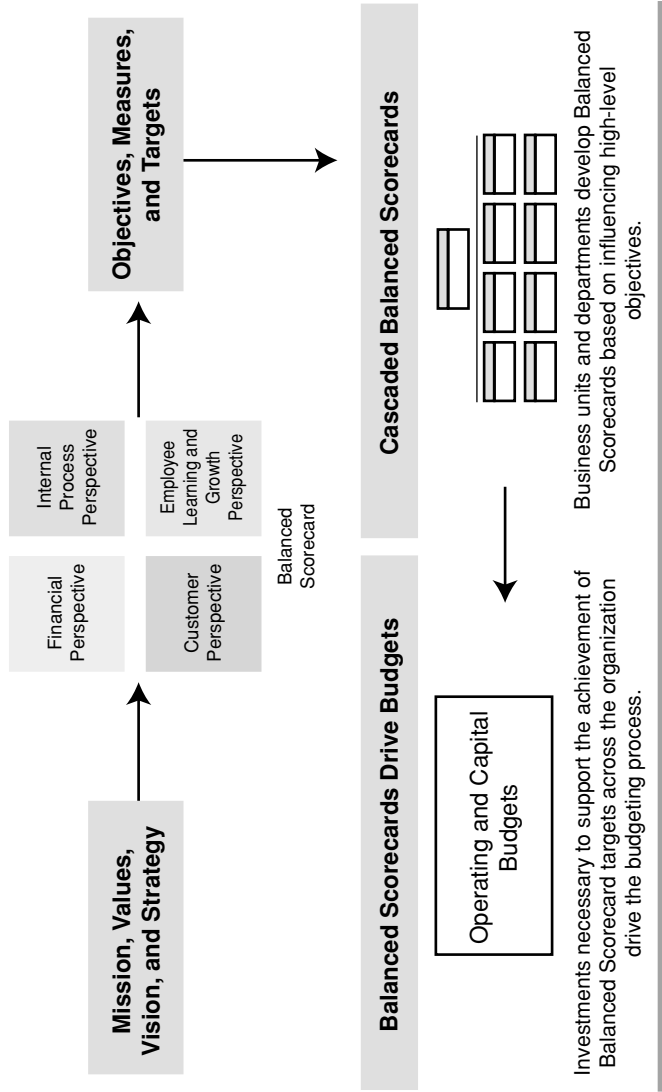 Mission, Values,
Vision, and Strategy
Financial
Perspective
Internal
Process
Perspective
Customer
Perspective
Employee
Learning and
Growth
Perspective
Balanced
Scorecard
Objectives, Measures,
and Targets
Balanced Scorecards Drive Budgets
Operating and Capital
Budgets
Investments necessary to support the achievement of
Balanced Scorecard targets across the organization
drive the budgeting process.
Cascaded Balanced Scorecards
Business units and departments develop Balanced
Scorecards based on influencing high-level
objectives.